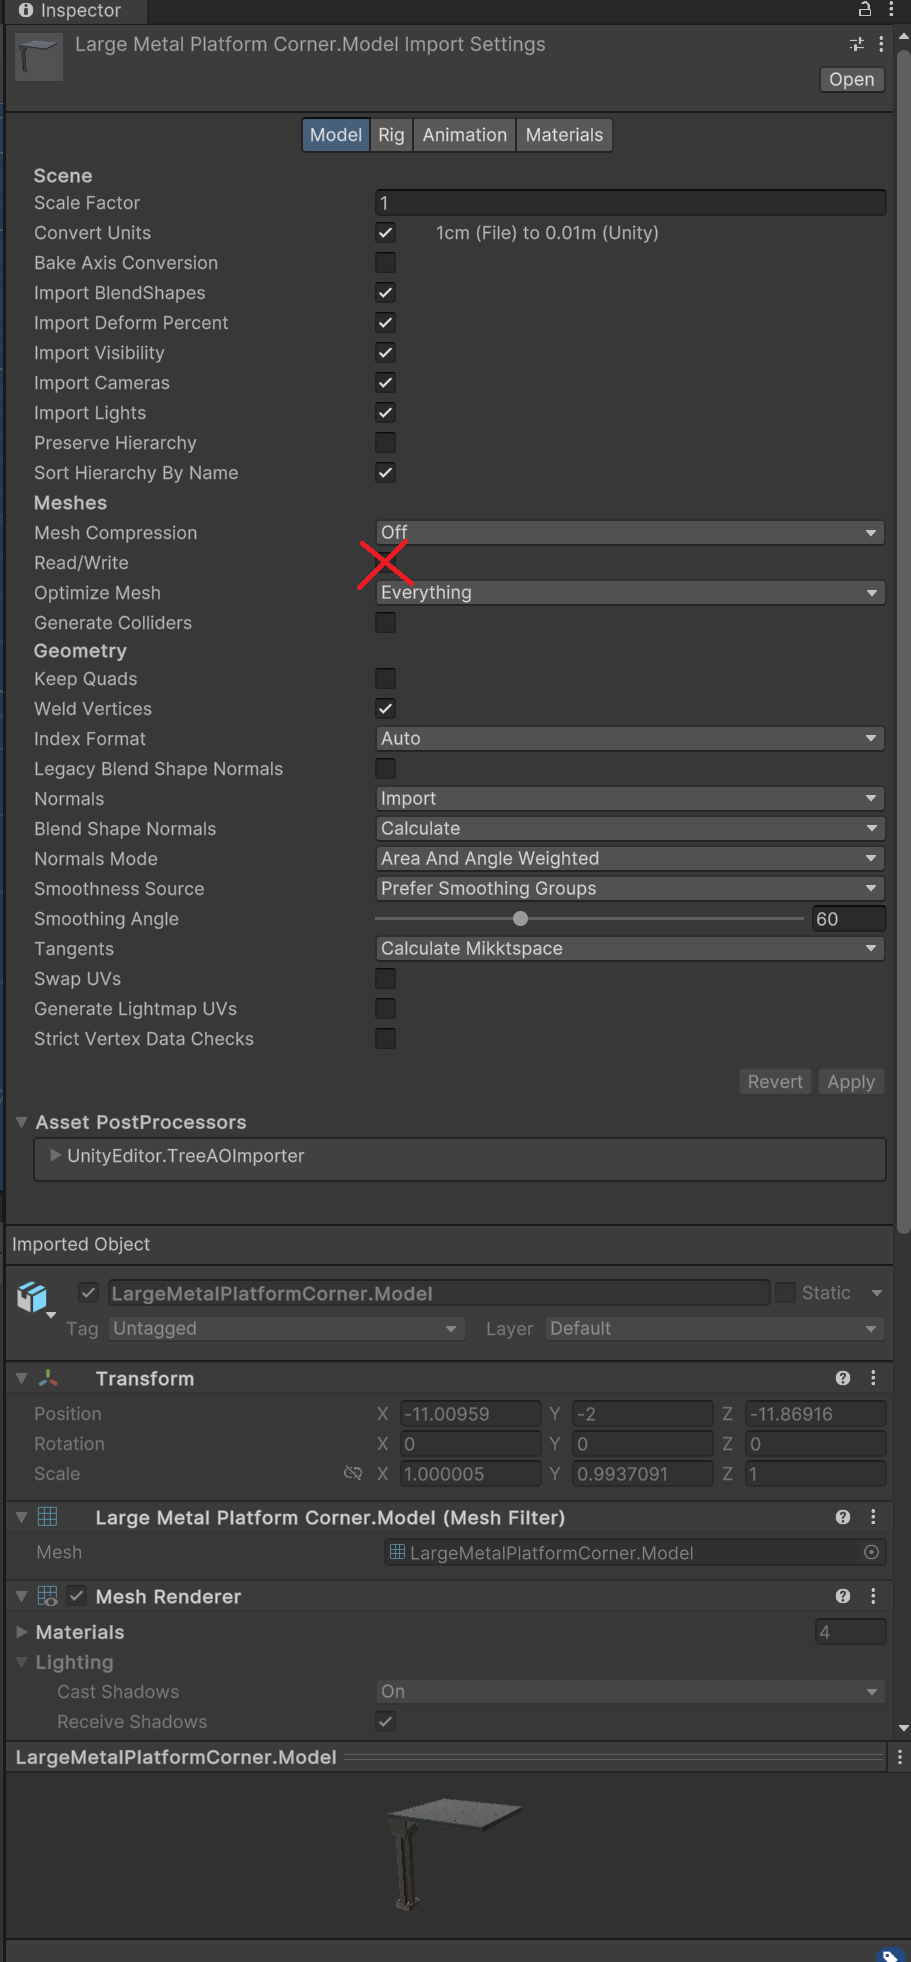 Inspector
Large Metal Platform Corner.Model Import Settings
Open
Model Rig Animation Materials
Scene
Scale Factor 1
Convert Units 1cm (File) to 0.01m (Unity)
Bake Axis Conversion
Import BlendShapes
Import Deform Percent
Import Visibility
Import Cameras
Import Lights
Preserve Hierarchy
Sort Hierarchy By Name
Meshes
Mesh Compression Off
Read/Write
Optimize Mesh Everything
Generate Colliders
Geometry
Keep Quads
Weld Vertices
Index Format Auto
Legacy Blend Shape Normals
Normals Import
Blend Shape Normals Calculate
Normals Mode Area And Angle Weighted
Smoothness Source Prefer Smoothing Groups
Smoothing Angle 60
Tangents Calculate Mikktspace
Swap UVs
Generate Lightmap UVs
Strict Vertex Data Checks
Revert Apply
Asset PostProcessors
UnityEditor.TreeAOImporter
Imported Object
LargeMetalPlatformCorner.Model Static
Tag Untagged Layer Default
Transform
Position X -11.00959 Y -2 Z -11.86916
Rotation X 0 Y 0 Z 0
Scale X 1.000005 Y 0.9937091 Z 1
Large Metal Platform Corner.Model (Mesh Filter)
Mesh LargeMetalPlatformCorner.Model
Mesh Renderer
Materials 4
Lighting
Cast Shadows On
Receive Shadows
LargeMetalPlatformCorner.Model